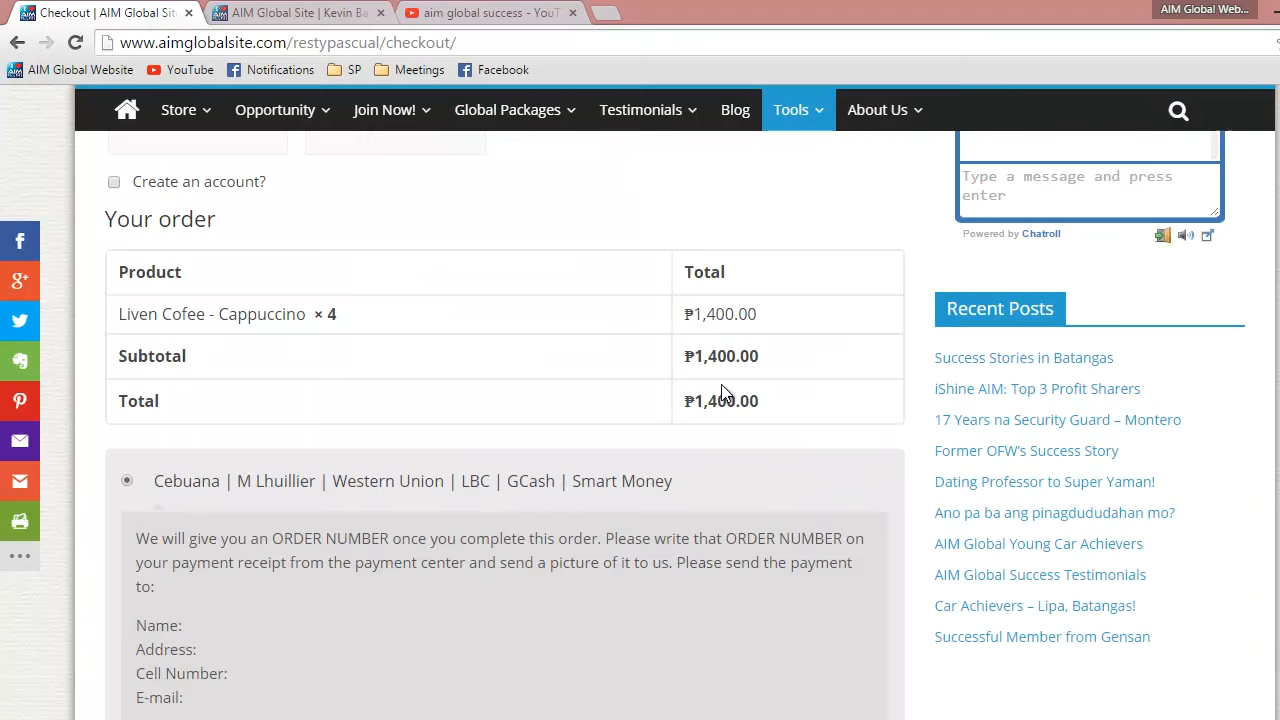 Checkout | AIM Global Sit
AIM Global Site | Kevin Ba
aim global success - YouT
AIM Global Web...
www.aimglobalsite.com/restypascual/checkout/
AIM Global Website
YouTube
Notifications
SP
Meetings
Facebook
Store
Opportunity
Join Now!
Global Packages
Testimonials
Blog
Tools
About Us
Create an account?
Your order
Product Total
Liven Cofee - Cappuccino × 4 ₱1,400.00
Subtotal ₱1,400.00
Total ₱1,400.00
Cebuana | M Lhuillier | Western Union | LBC | GCash | Smart Money
We will give you an ORDER NUMBER once you complete this order. Please write that ORDER NUMBER on
your payment receipt from the payment center and send a picture of it to us. Please send the payment
to:
Name:
Address:
Cell Number:
E-mail:
Type a message and press
enter
Powered by Chatroll
Recent Posts
Success Stories in Batangas
iShine AIM: Top 3 Profit Sharers
17 Years na Security Guard – Montero
Former OFW's Success Story
Dating Professor to Super Yaman!
Ano pa ba ang pinagdududahan mo?
AIM Global Young Car Achievers
AIM Global Success Testimonials
Car Achievers – Lipa, Batangas!
Successful Member from Gensan